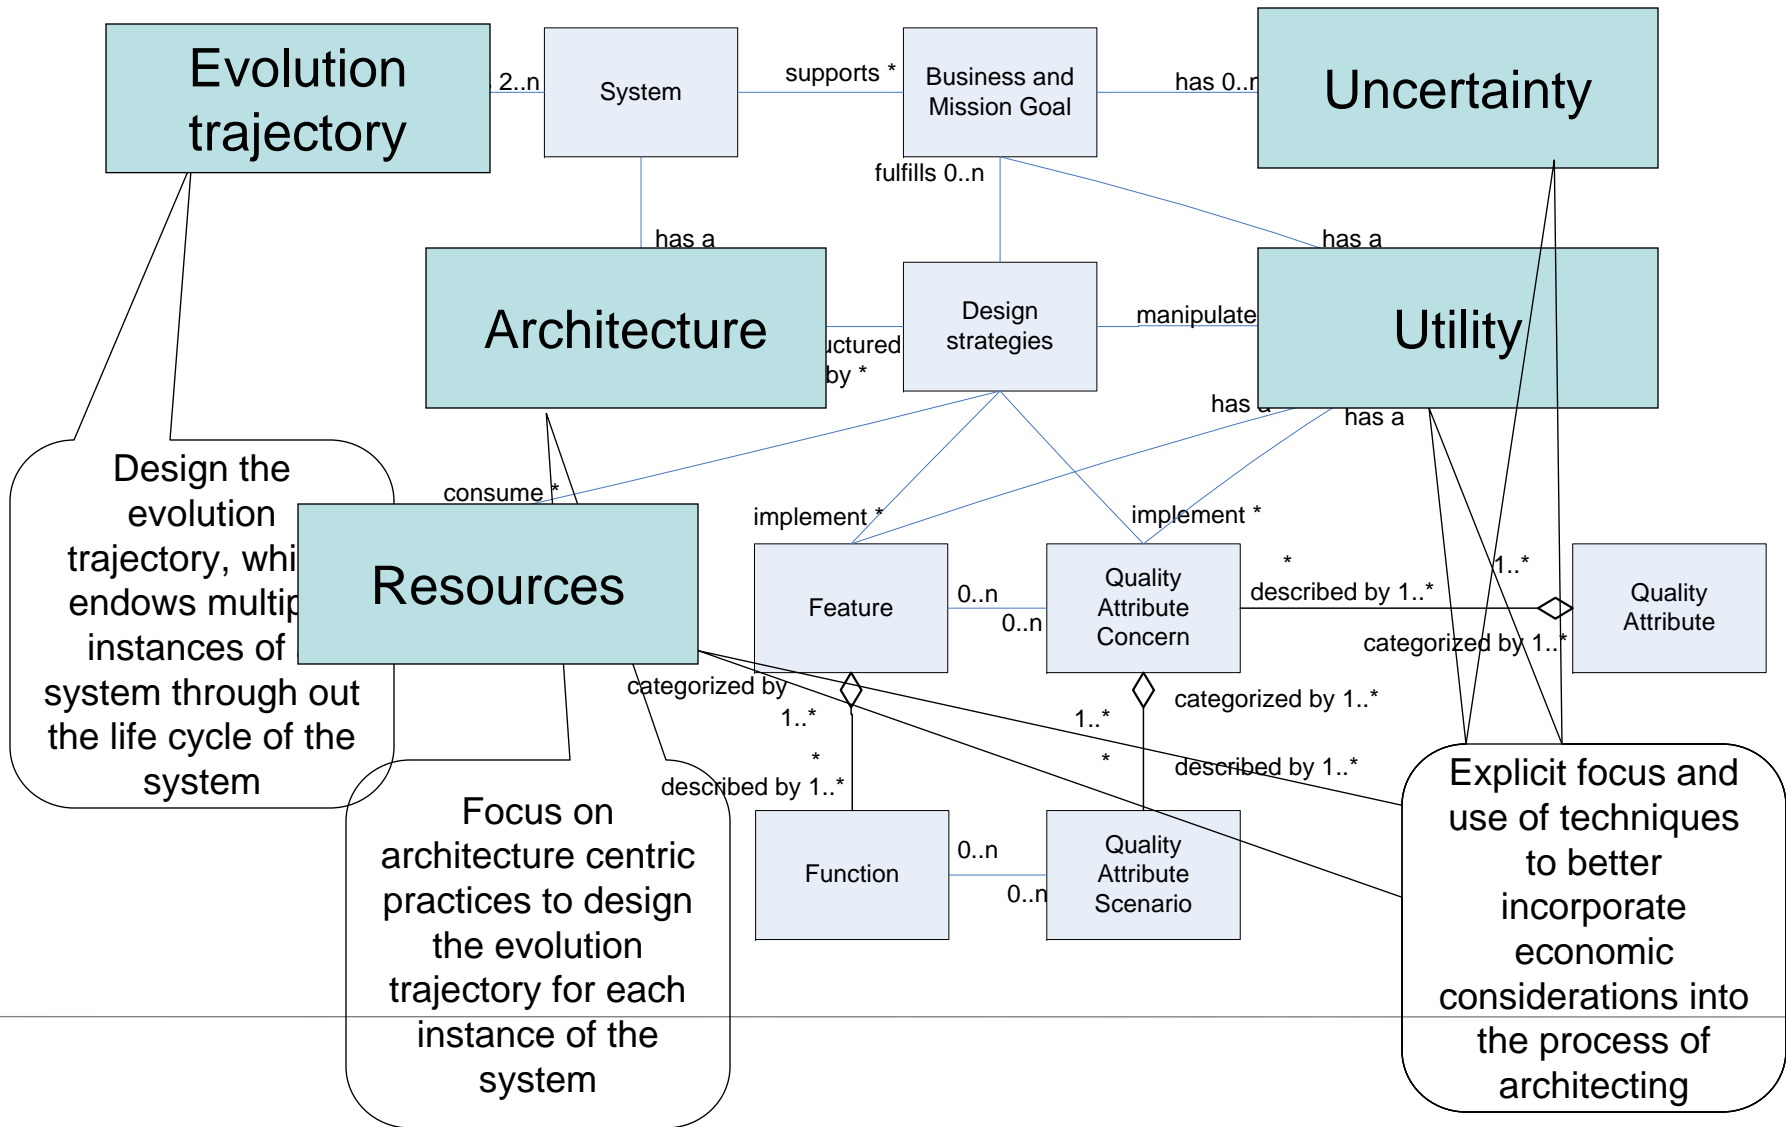 Evolution
trajectory
2..n
System
supports *
Business and
Mission Goal
has 0..n
Uncertainty
fulfills 0..n
has a
has a
Architecture
by *
Design
strategies
manipulate
Utility
has a
has a
consume *
implement *
implement *
Design the
evolution
trajectory,
endows
instances of
system through out
the life cycle of the
system
Resources
Feature
0..n
0..n
Quality
Attribute
Concern
*
described by 1..*
1..*
categorized by 1..*
Quality
Attribute
categorized by
1..*
*
described by 1..*
1..*
*
categorized by 1..*
described by 1..*
Function
0..n
0..n
Quality
Attribute
Scenario
Focus on
architecture centric
practices to design
the evolution
trajectory for each
instance of the
system
Explicit focus and
use of techniques
to better
incorporate
economic
considerations into
the process of
architecting